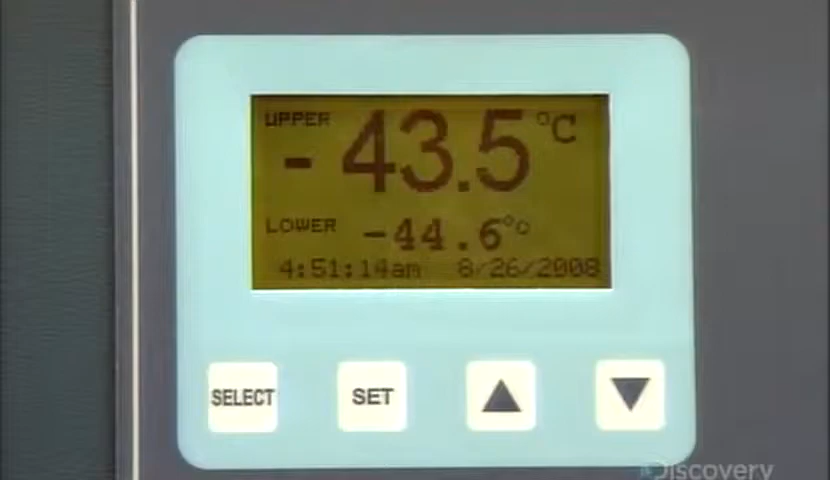 UPPER
-43.5 °C
LOWER -44.6°C
4:51:14am 8/26/2008
SELECT SET ▲ ▼
Discovery